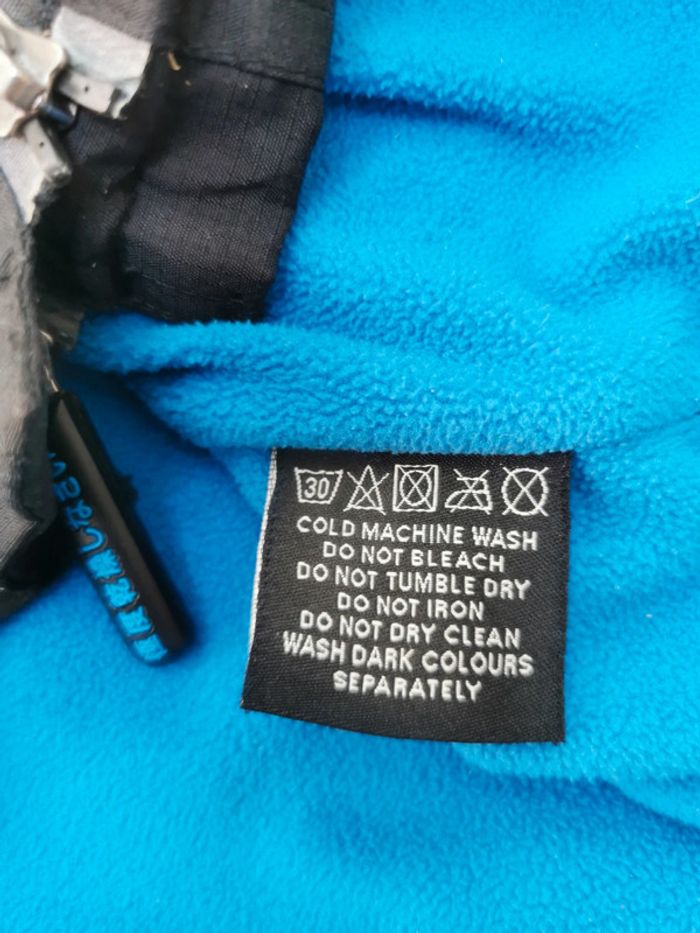 30
COLD MACHINE WASH
DO NOT BLEACH
DO NOT TUMBLE DRY
DO NOT IRON
DO NOT DRY CLEAN
WASH DARK COLOURS
SEPARATELY